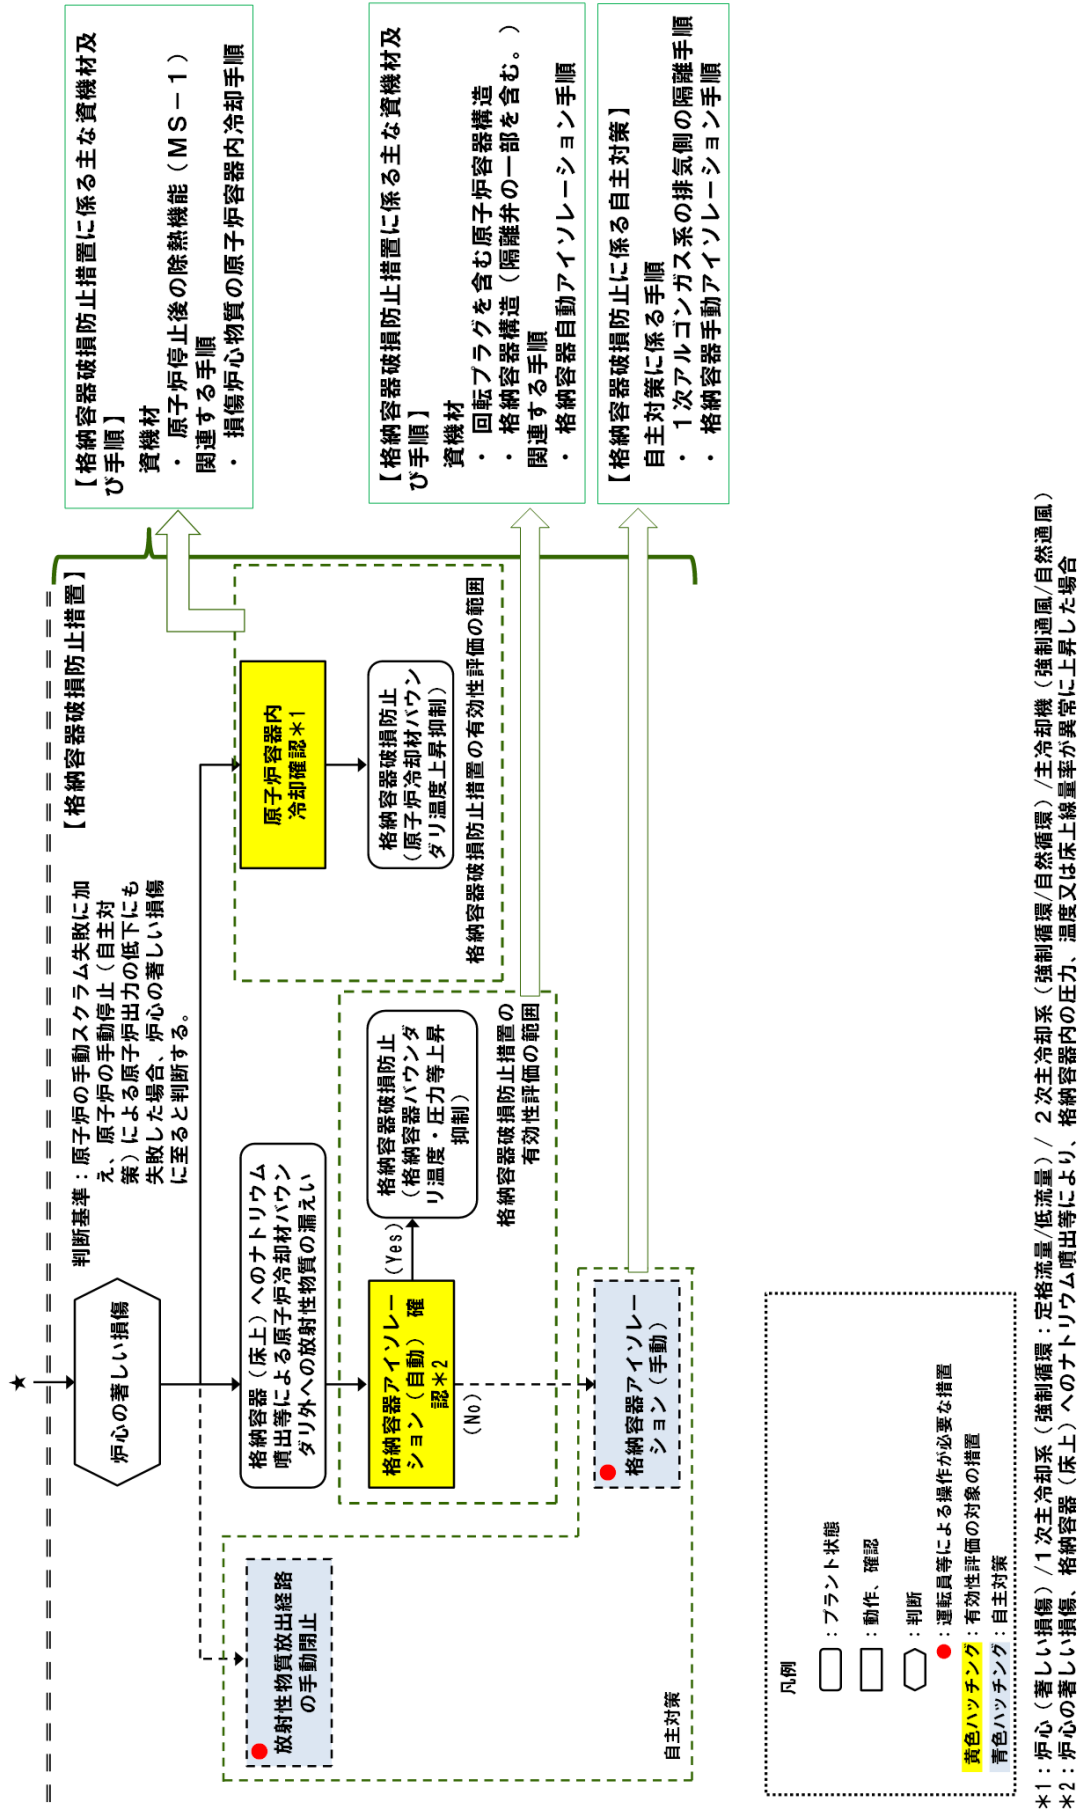 【格納容器破損防止措置】
★
炉心の著しい損傷
判断基準：原子炉の手動スクラム失敗に加
え、原子炉の手動停止（自主対
策）による原子炉出力の低下にも
失敗した場合、炉心の著しい損傷
に至ると判断する。
放射性物質放出経路
の手動閉止
格納容器（床上）へのナトリウム
噴出等による原子炉冷却材バウン
ダリ外への放射性物質の漏えい
原子炉容器内
冷却確認＊1
格納容器アイソレー
ション（自動）　確
認＊2
(Yes)
(No)
格納容器破損防止
（格納容器バウンダ
リ温度・圧力等上昇
抑制）
格納容器破損防止
（原子炉冷却材バウン
ダリ温度上昇抑制）
格納容器破損防止措置の有効性評価の範囲
格納容器破損防止措置の
有効性評価の範囲
格納容器アイソレー
ション（手動）
自主対策
【格納容器破損防止措置に係る主な資機材及
び手順】
資機材
・ 原子炉停止後の除熱機能（ＭＳ－１）
関連する手順
・ 損傷炉心物質の原子炉容器内冷却手順
【格納容器破損防止措置に係る主な資機材及
び手順】
資機材
・ 回転プラグを含む原子炉容器構造
・ 格納容器構造（隔離弁の一部を含む。）
関連する手順
・ 格納容器自動アイソレーション手順
【格納容器破損防止に係る自主対策】
自主対策に係る手順
・ １次アルゴンガス系の排気側の隔離手順
・ 格納容器手動アイソレーション手順
凡例
：プラント状態
：動作、確認
：判断
：運転員等による操作が必要な措置
黄色ハッチング：有効性評価の対象の措置
青色ハッチング：自主対策
＊1：炉心（著しい損傷）/１次主冷却系（強制循環：定格流量/低流量）/ ２次主冷却系（強制循環/自然循環）/主冷却機（強制通風/自然通風）
＊2：炉心の著しい損傷、格納容器（床上）へのナトリウム噴出等により、格納容器内の圧力、温度又は床上線量率が異常に上昇した場合